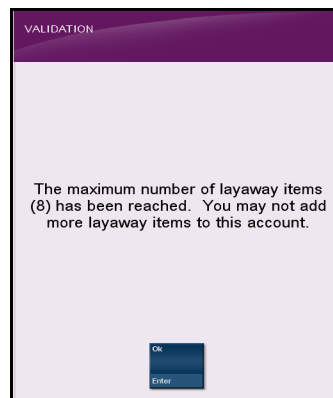 VALIDATION
The maximum number of layaway items
(8) has been reached.  You may not add
more layaway items to this account.
Ok
Enter